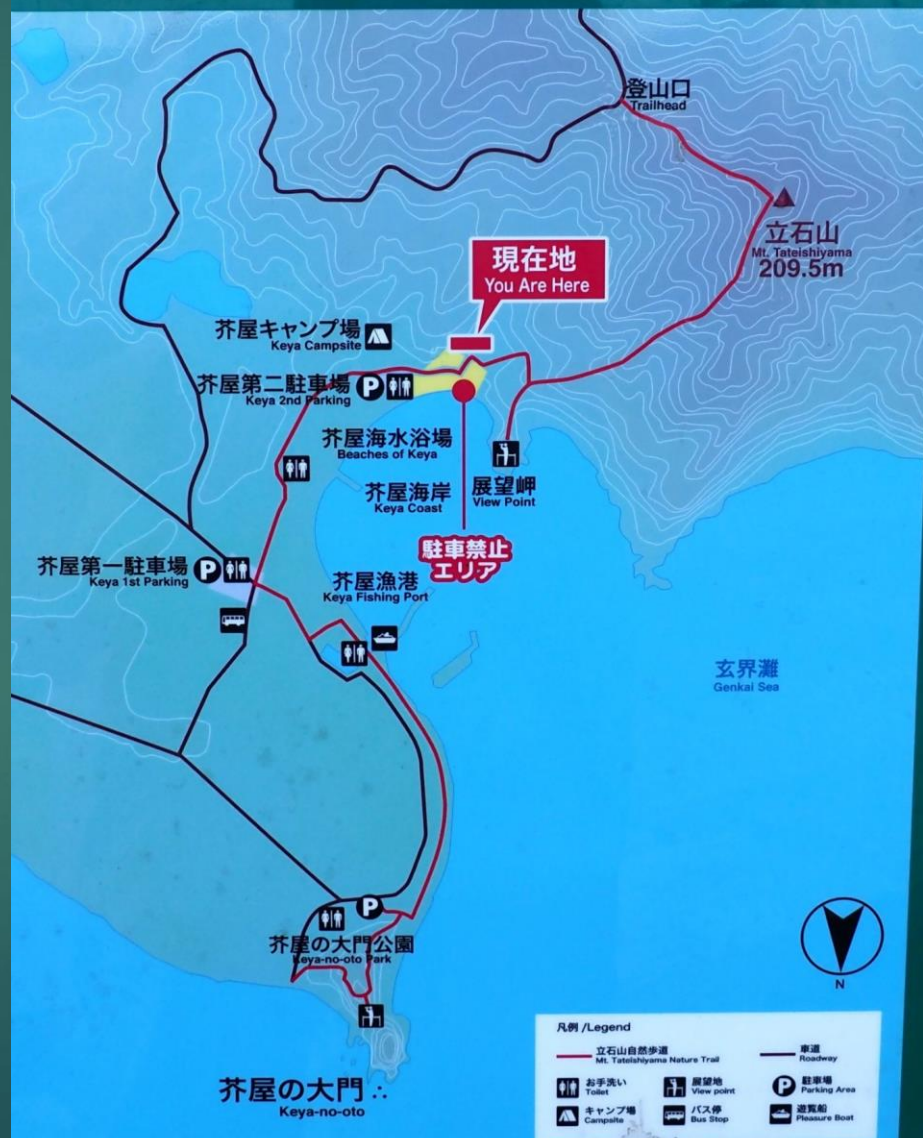 登山口
Trailhead
立石山
Mt. Tateishiyama
209.5m
現在地
You Are Here
芥屋キャンプ場
Keya Campsite
芥屋第二駐車場
Keya 2nd Parking
P
芥屋海水浴場
Beaches of Keya
芥屋海岸
Keya Coast
展望岬
View Point
駐車禁止
エリア
芥屋第一駐車場
Keya 1st Parking
P
芥屋漁港
Keya Fishing Port
玄界灘
Genkai Sea
P
芥屋の大門公園
Keya-no-oto Park
芥屋の大門
Keya-no-oto
N
凡例 /Legend
立石山自然歩道
Mt. Tateishiyama Nature Trail
車道
Roadway
お手洗い
Toilet
展望地
View point
P
駐車場
Parking Area
キャンプ場
Campsite
バス停
Bus Stop
遊覧船
Pleasure Boat